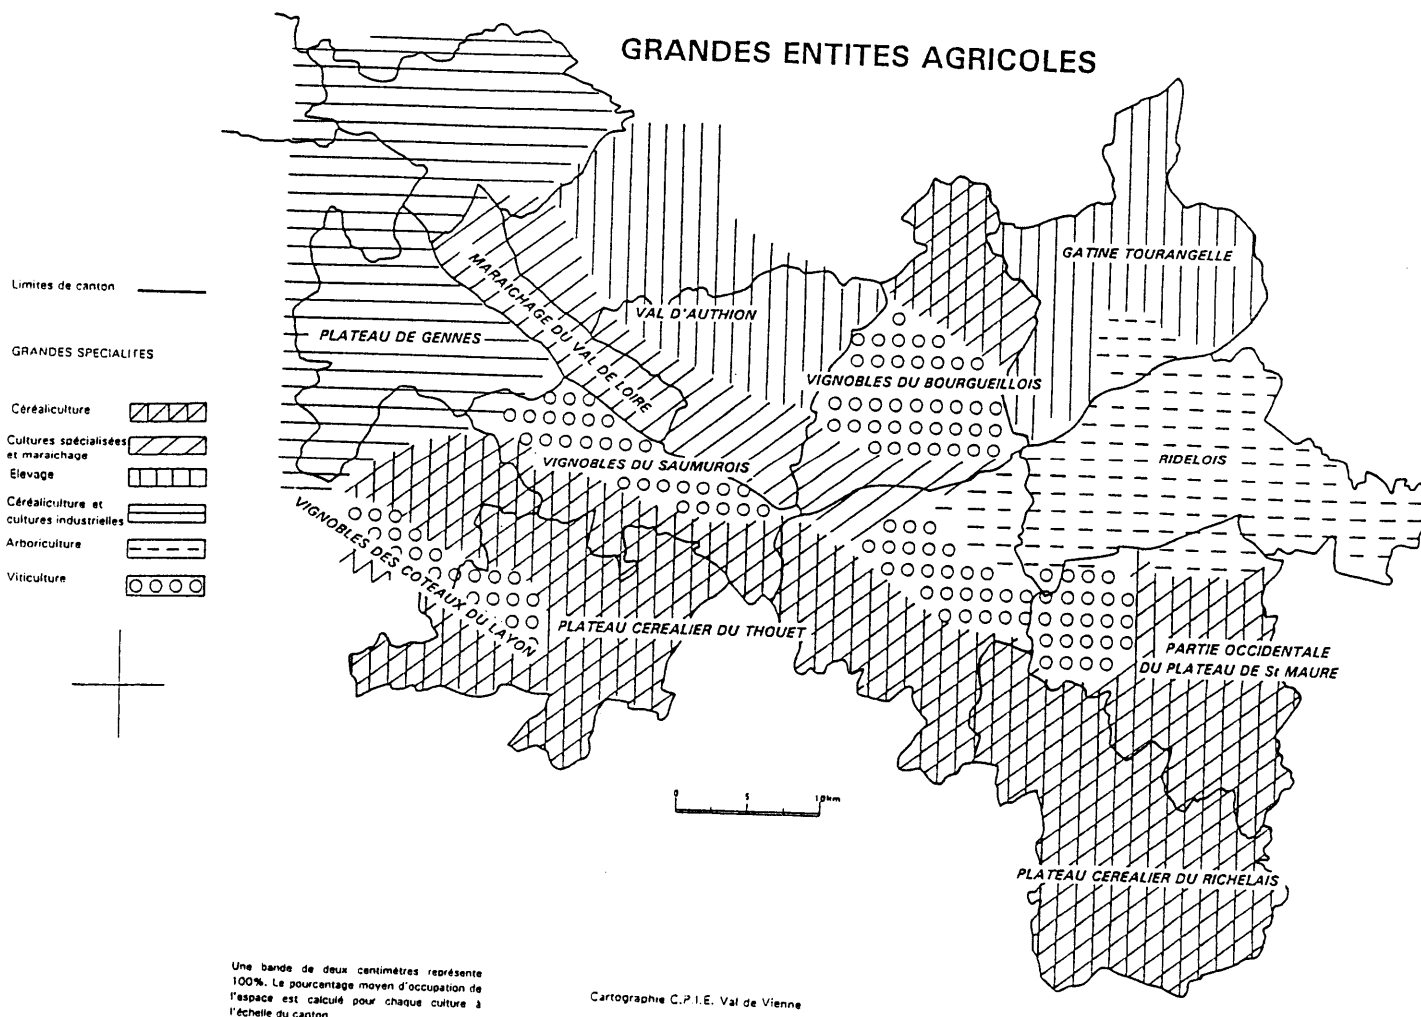 GRANDES ENTITES AGRICOLES
GATINE TOURANGELLE
Limites de canton
MARAICHAGE DU VAL DE LOIRE
VAL D'AUTHION
PLATEAU DE GENNES
GRANDES SPECIALITES
VIGNOBLES DU BOURGUEILLOIS
Céréaliculture
Cultures spécialisées
et maraichage
Elevage
VIGNOBLES DU SAUMUROIS
RIDELOIS
Céréaliculture et
cultures industrielles
VIGNOBLES DES COTEAUX DU LAYON
Arboriculture
Viticulture
PLATEAU CEREALIER DU THOUET
PARTIE OCCIDENTALE
DU PLATEAU DE St MAURE
0 5 10km
PLATEAU CEREALIER DU RICHELAIS
Une bande de deux centimètres représente
100%. Le pourcentage moyen d'occupation de
l'espace est calculé pour chaque culture à
l'échelle du canton
Cartographie C.P.I.E. Val de Vienne